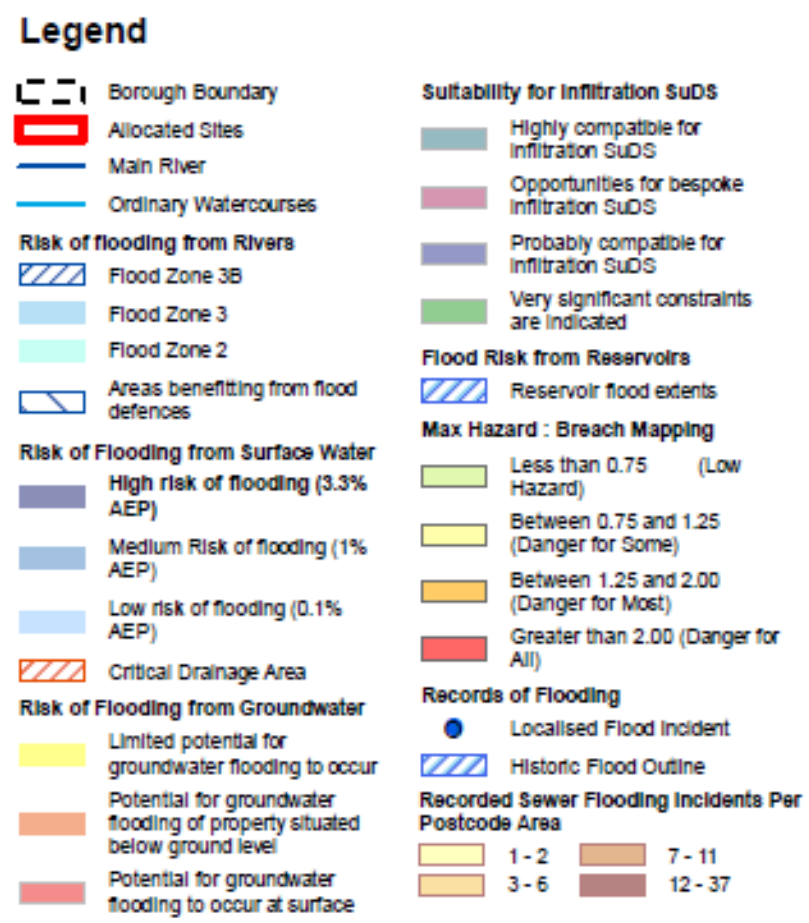 Legend
Borough Boundary
Allocated Sites
Main River
Ordinary Watercourses
Risk of flooding from Rivers
Flood Zone 3B
Flood Zone 3
Flood Zone 2
Areas benefitting from flood
defences
Risk of Flooding from Surface Water
High risk of flooding (3.3%
AEP)
Medium Risk of flooding (1%
AEP)
Low risk of flooding (0.1%
AEP)
Critical Drainage Area
Risk of Flooding from Groundwater
Limited potential for
groundwater flooding to occur
Potential for groundwater
flooding of property situated
below ground level
Potential for groundwater
flooding to occur at surface
Suitability for Infiltration SuDS
Highly compatible for
Infiltration SuDS
Opportunities for bespoke
Infiltration SuDS
Probably compatible for
Infiltration SuDS
Very significant constraints
are indicated
Flood Risk from Reservoirs
Reservoir flood extents
Max Hazard : Breach Mapping
Less than 0.75 (Low
Hazard)
Between 0.75 and 1.25
(Danger for Some)
Between 1.25 and 2.00
(Danger for Most)
Greater than 2.00 (Danger for
All)
Records of Flooding
Localised Flood Incident
Historic Flood Outline
Recorded Sewer Flooding Incidents Per
Postcode Area
1 - 2 7 - 11
3 - 6 12 - 37